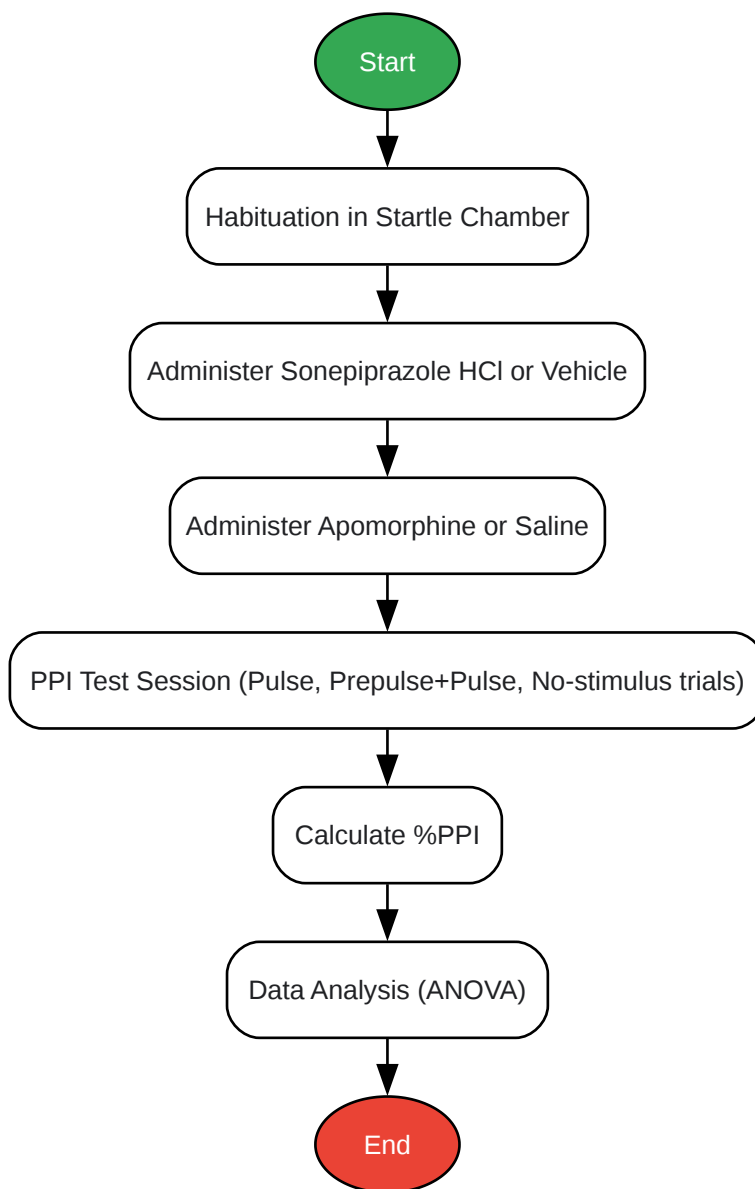 Start
Habituation in Startle Chamber
Administer Sonepiprazole HCl or Vehicle
Administer Apomorphine or Saline
PPI Test Session (Pulse, Prepulse+Pulse, No-stimulus trials)
Calculate %PPI
Data Analysis (ANOVA)
End